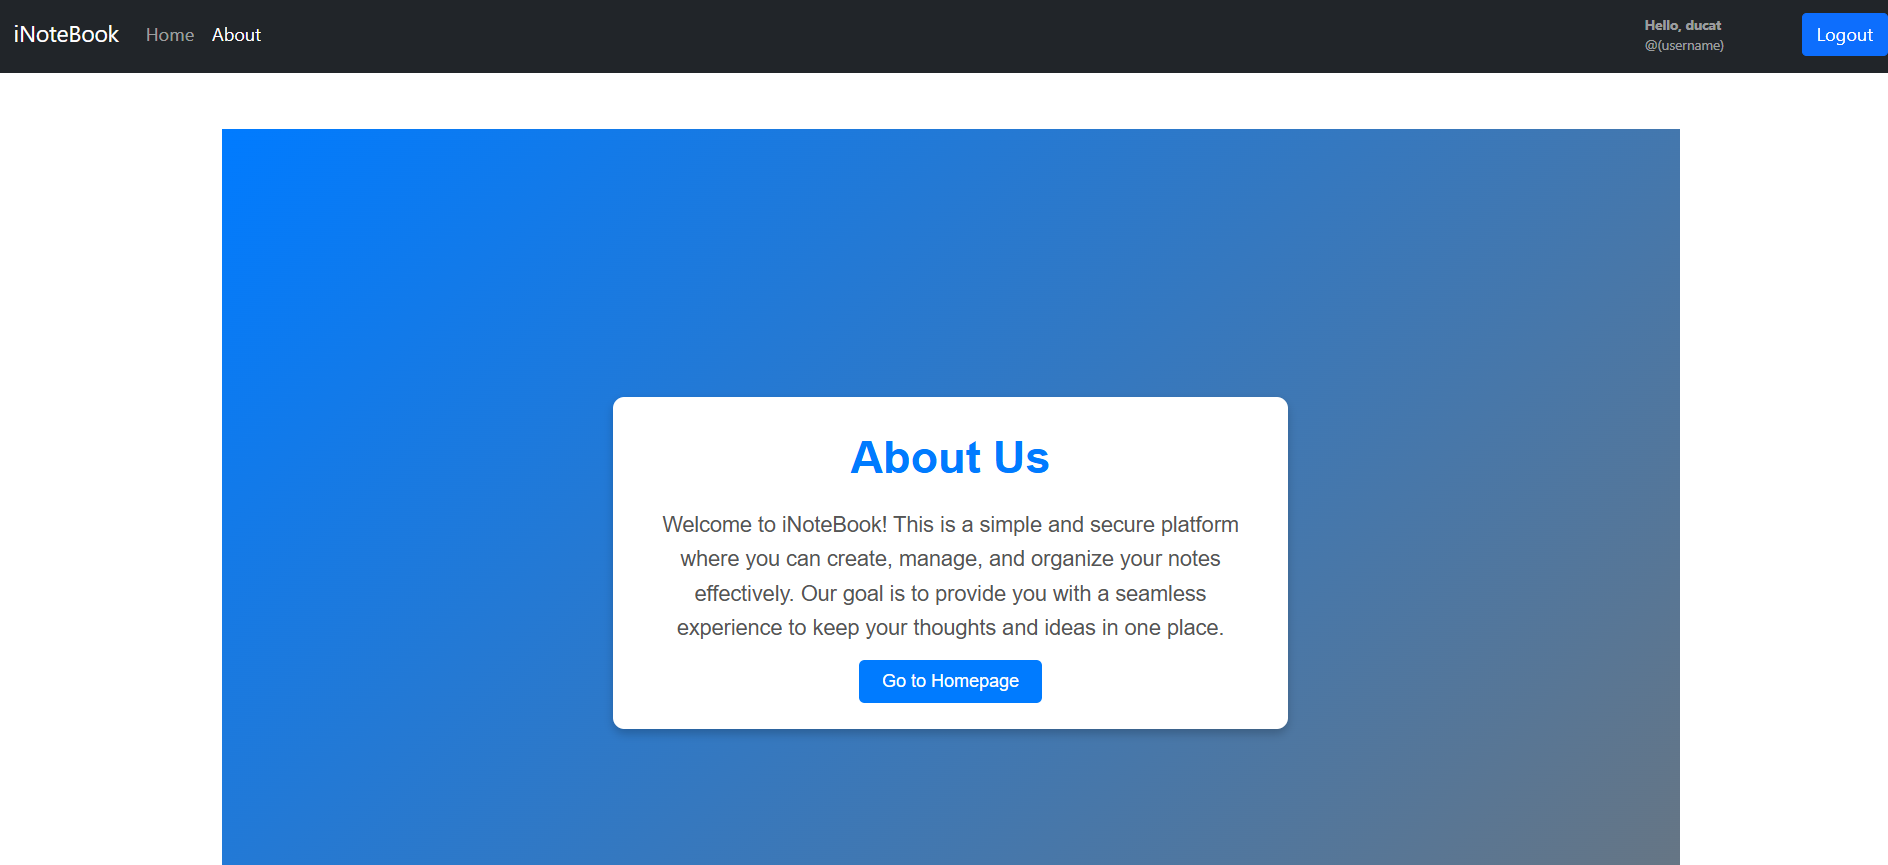 iNoteBook Home About
Hello, ducat
@(username)
Logout
About Us
Welcome to iNoteBook! This is a simple and secure platform
where you can create, manage, and organize your notes
effectively. Our goal is to provide you with a seamless
experience to keep your thoughts and ideas in one place.
Go to Homepage